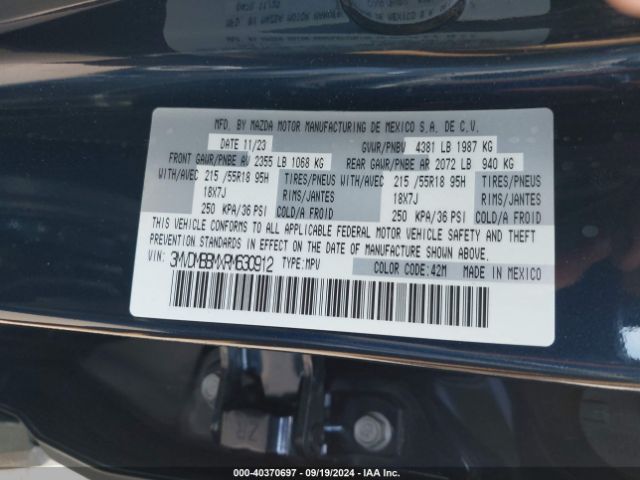 MFD. BY MAZDA MOTOR MANUFACTURING DE MEXICO S.A. DE C.V.
DATE 11/23 GVWR/PNBV 4381 LB 1987 KG
FRONT GAWR/PNBE AV 2355 LB 1068 KG REAR GAWR/PNBE AR 2072 LB 940 KG
WITH/AVEC 215 /55R18 95H TIRES/PNEUS WITH/AVEC 215 /55R18 95H TIRES/PNEUS
18X7J RIMS/JANTES 18X7J RIMS/JANTES
250 KPA/36 PSI COLD/A FROID 250 KPA/36 PSI COLD/A FROID
THIS VEHICLE CONFORMS TO ALL APPLICABLE FEDERAL MOTOR VEHICLE SAFETY AND THEFT
PREVENTION STANDARDS IN EFFECT ON THE DATE OF MANUFACTURE SHOWN ABOVE.
VIN: 3MVDMBBMXRM630912 TYPE: MPV COLOR CODE: 42M MADE IN MEXICO
ZR
000-40370697 - 09/19/2024 - IAA Inc.